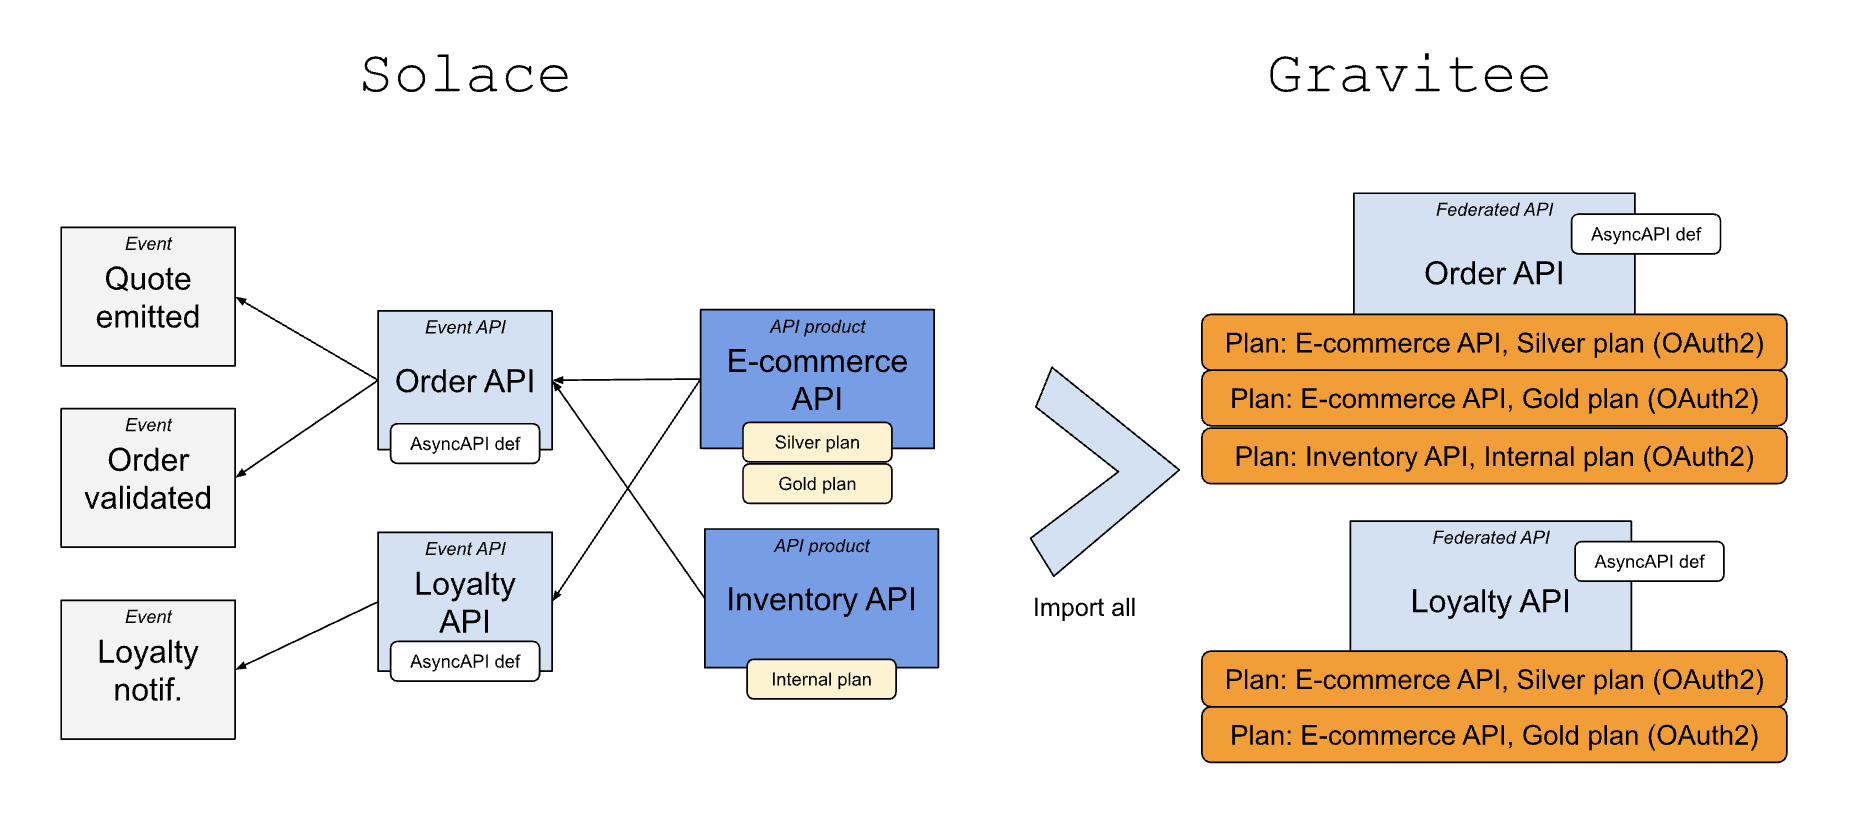 Solace
Gravitee
Event
Quote
emitted
Event
Order
validated
Event
Loyalty
notif.
Event API
Order API
AsyncAPI def
Event API
Loyalty
API
AsyncAPI def
API product
E-commerce
API
Silver plan
Gold plan
API product
Inventory API
Internal plan
Import all
Federated API
AsyncAPI def
Order API
Plan: E-commerce API, Silver plan (OAuth2)
Plan: E-commerce API, Gold plan (OAuth2)
Plan: Inventory API, Internal plan (OAuth2)
Federated API
AsyncAPI def
Loyalty API
Plan: E-commerce API, Silver plan (OAuth2)
Plan: E-commerce API, Gold plan (OAuth2)